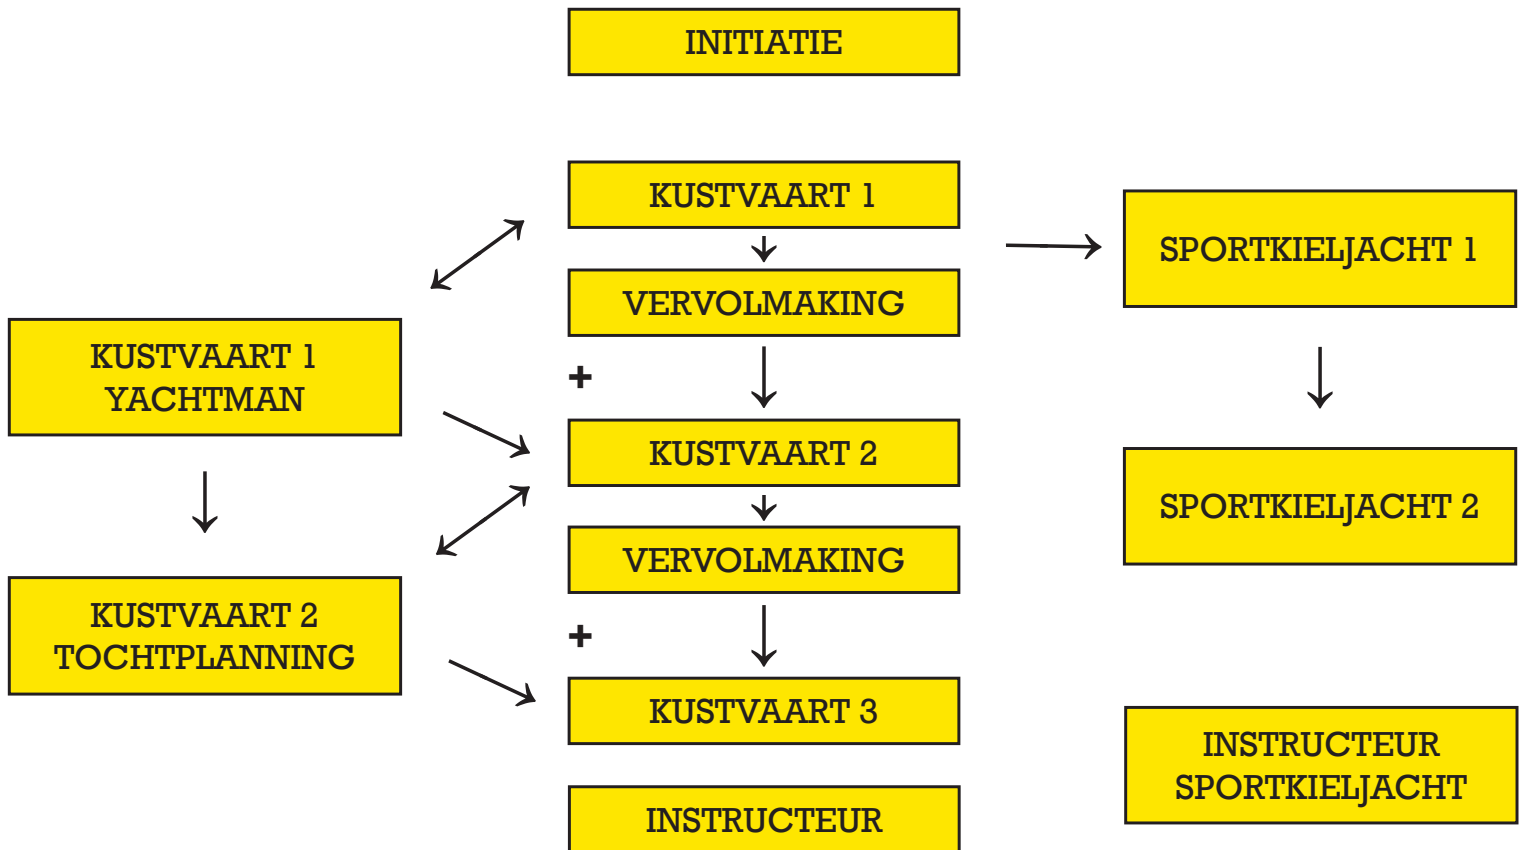 INITIATIE
KUSTVAART 1
VERVOLMAKING
SPORTKIELJACHT 1
KUSTVAART 1
YACHTMAN
+
KUSTVAART 2
VERVOLMAKING
SPORTKIELJACHT 2
KUSTVAART 2
TOCHTPLANNING
+
KUSTVAART 3
INSTRUCTEUR
INSTRUCTEUR
SPORTKIELJACHT